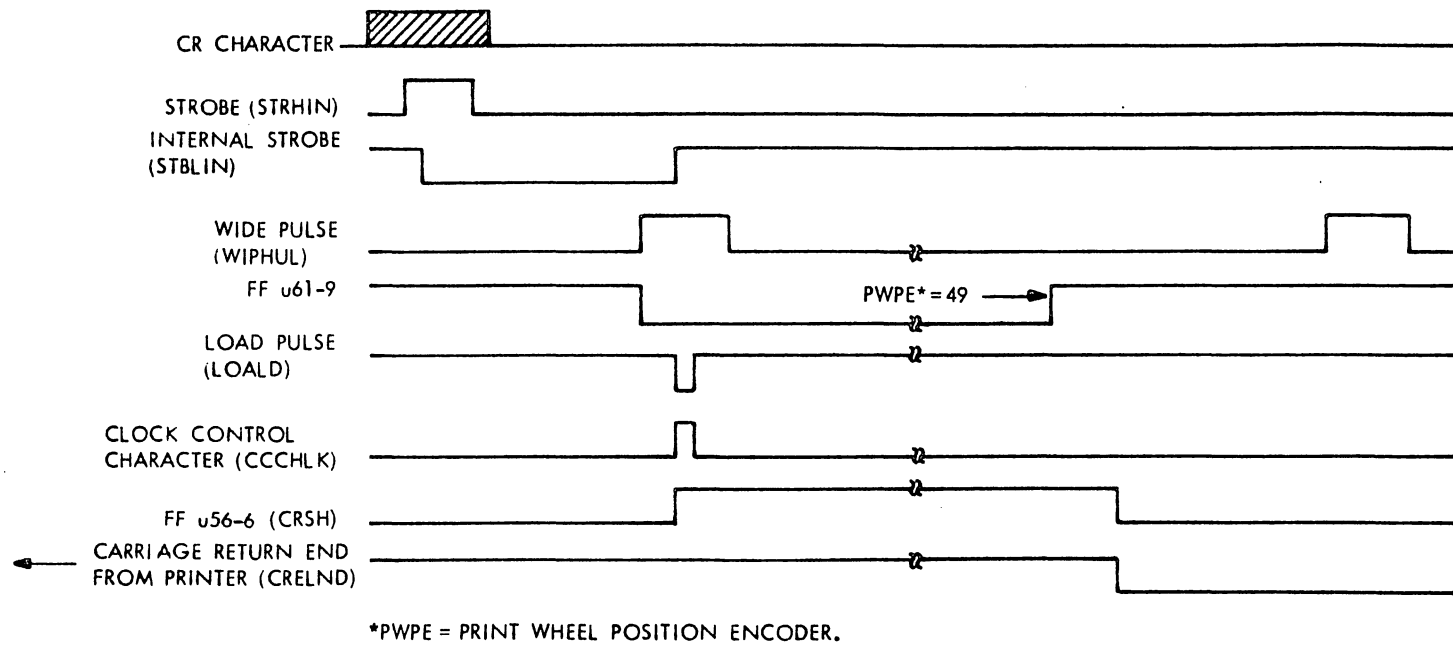 CR CHARACTER
STROBE (STRHIN)
INTERNAL STROBE
(STBLIN)
WIDE PULSE
(WIPHUL)
FF u61-9
PWPE* = 49
LOAD PULSE
(LOALD)
CLOCK CONTROL
CHARACTER (CCCHLK)
FF u56-6 (CRSH)
CARRIAGE RETURN END
FROM PRINTER (CRELND)
*PWPE = PRINT WHEEL POSITION ENCODER.